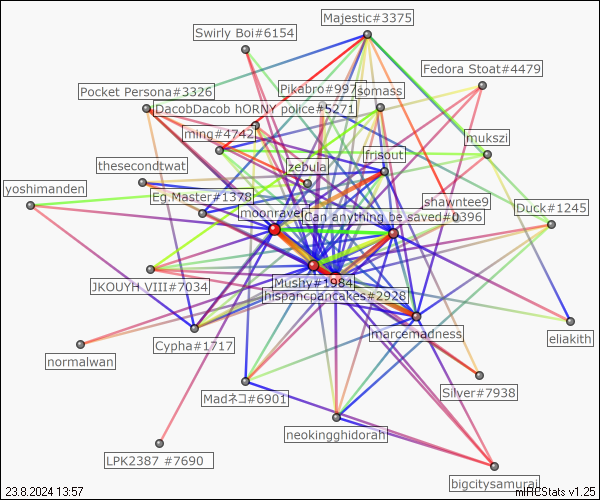 Majestic#3375
Swirly Boi#6154
Fedora Stoat#4479
Pocket Persona#3326
Pikabro#997
somass
DacobDacob hORNY police#5271
ming#4742
mukszi
frisout
thesecondtwat
zebula
yoshimanden
Eg.Master#1378
shawntee9
moonrave
Can anything be saved#0396
Duck#1245
JKOUYH VIII#7034
Mushy#1984
hispancpancakes#2928
marcemadness
eliakith
Cypha#1717
normalwan
Madネコ#6901
Silver#7938
neokingghidorah
LPK2387 #7690
bigcitysamurai
23.8.2024 13:57
mIRCStats v1.25